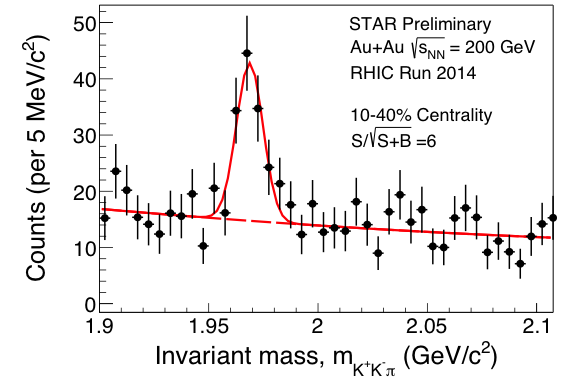 STAR Preliminary
Au+Au √sNN = 200 GeV
RHIC Run 2014
10-40% Centrality
S/√S+B =6
Counts (per 5 MeV/c²)
50
40
30
20
10
0
1.9 1.95 2 2.05 2.1
Invariant mass, mK⁺K⁻π (GeV/c²)